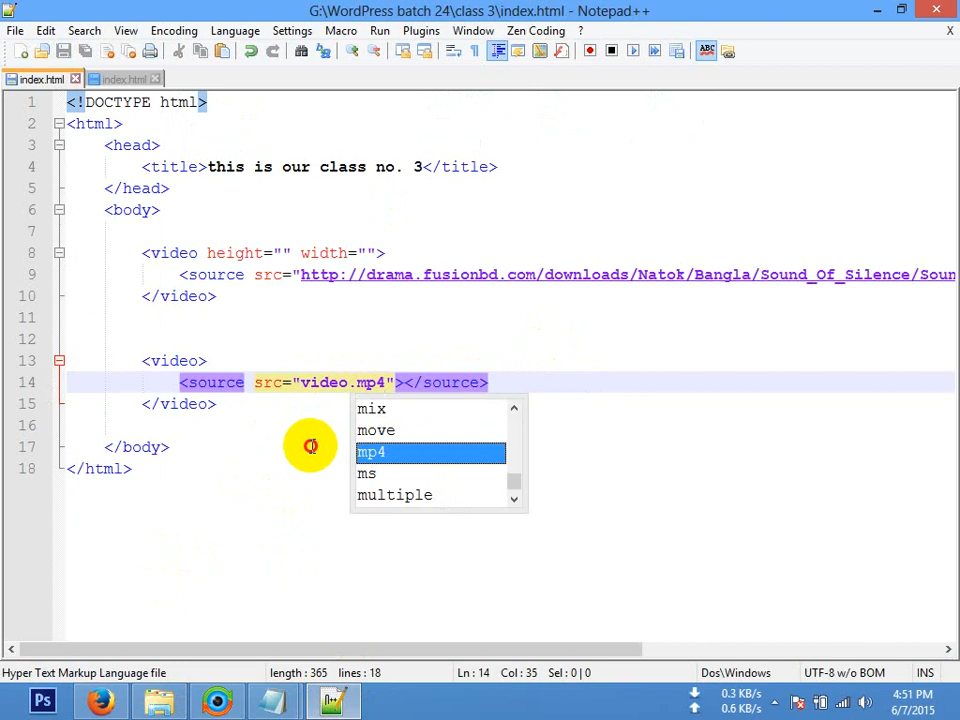 G:\WordPress batch 24\class 3\index.html - Notepad++
File Edit Search View Encoding Language Settings Macro Run Plugins Window Zen Coding ? X
ABC
index.html index.html
1 <!DOCTYPE html>
2 <html>
3 <head>
4 <title>this is our class no. 3</title>
5 </head>
6 <body>
7
8 <video height="" width="">
9 <source src="http://drama.fusionbd.com/downloads/Natok/Bangla/Sound_Of_Silence/Soun
10 </video>
11
12
13 <video>
14 <source src="video.mp4"></source>
15 </video>
16
17 </body>
18 </html>
mix
move
mp4
ms
multiple
Hyper Text Markup Language file length : 365 lines : 18 Ln : 14 Col : 35 Sel : 0 | 0 Dos\Windows UTF-8 w/o BOM INS
Ps
N++
0.3 KB/s
0.6 KB/s
4:51 PM
6/7/2015